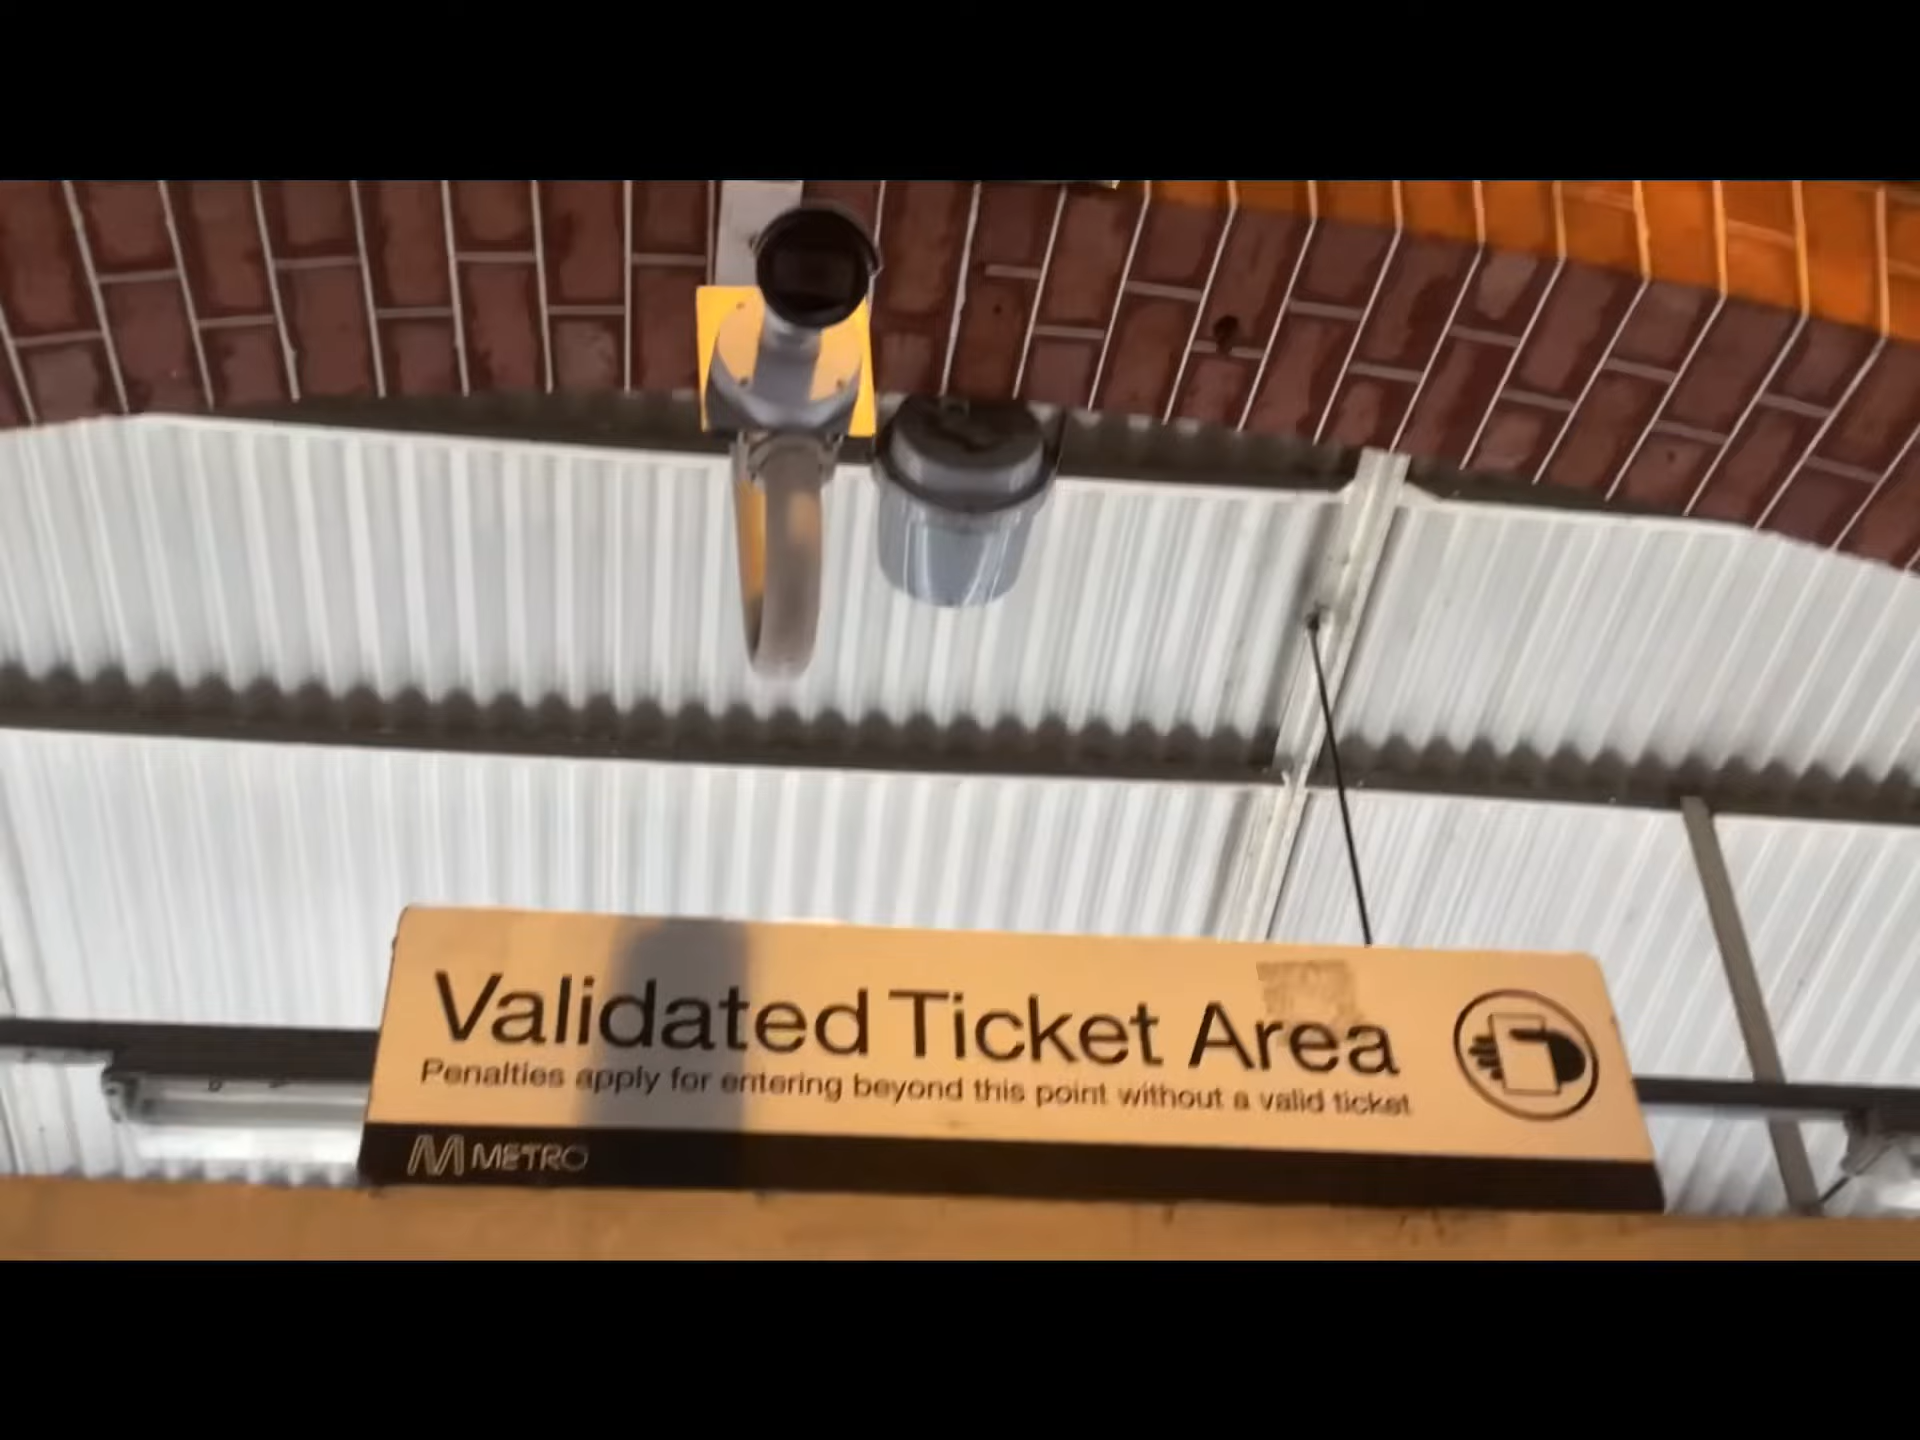 Validated Ticket Area
Penalties apply for entering beyond this point without a valid ticket
METRO